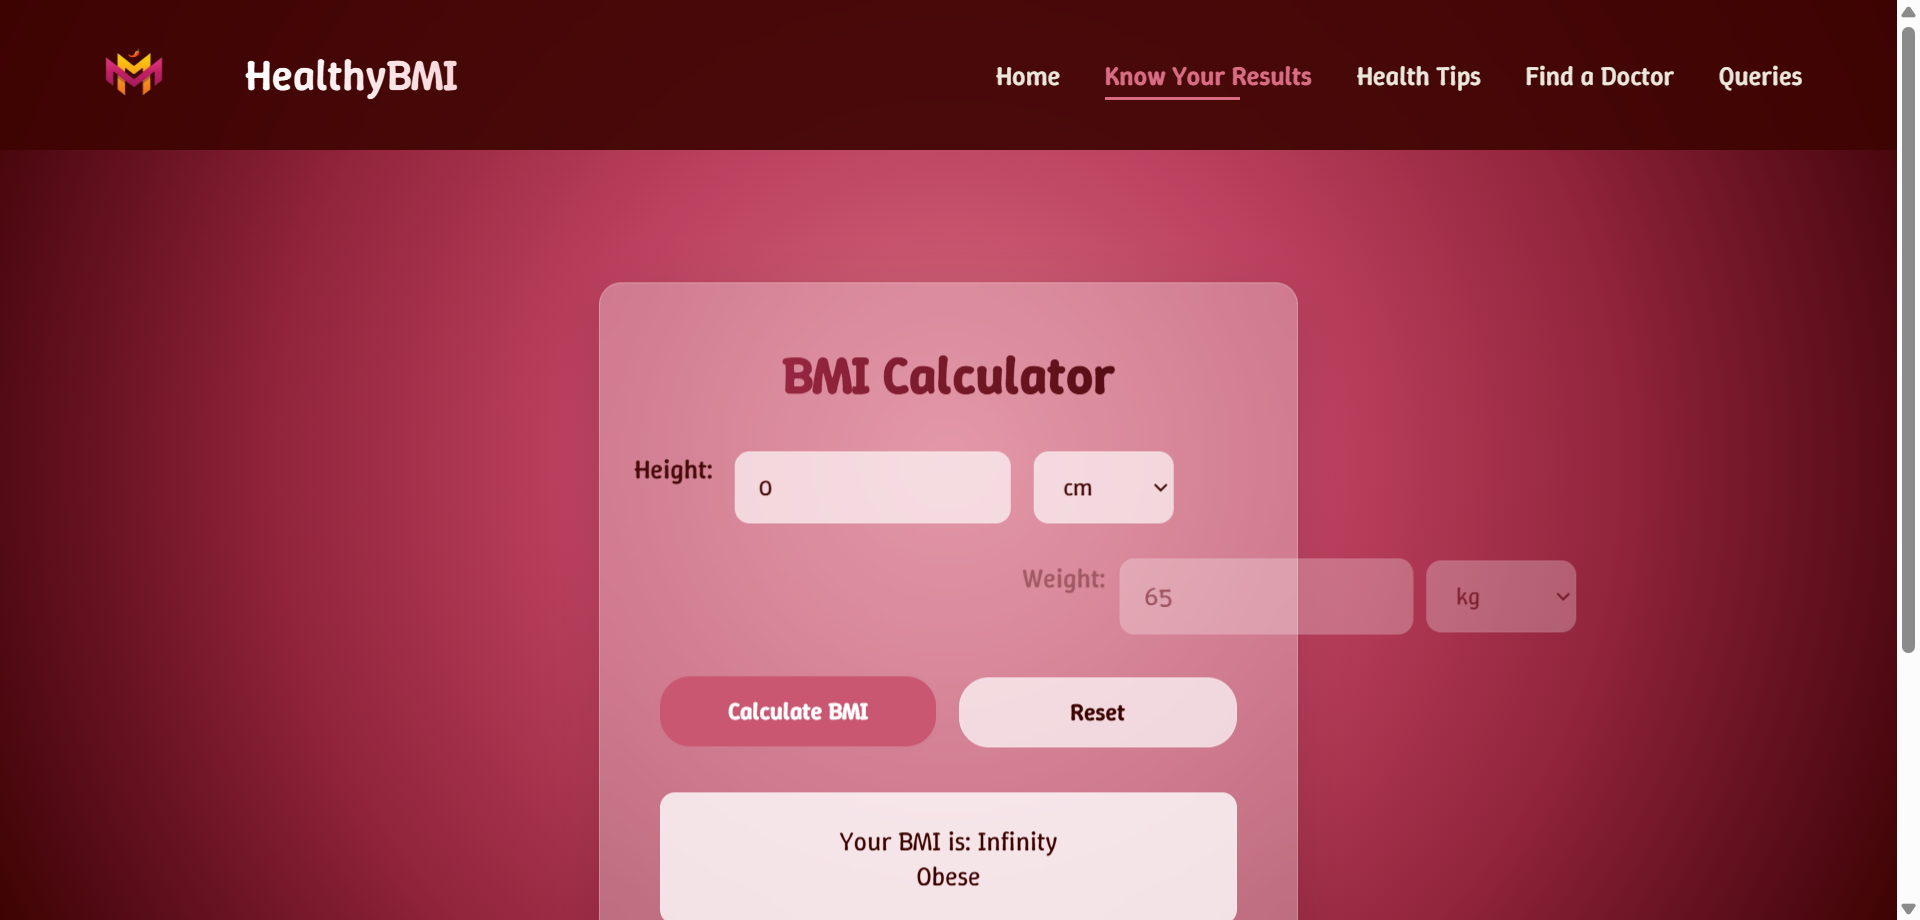 HealthyBMI
Home Know Your Results Health Tips Find a Doctor Queries
BMI Calculator
Height: 0 cm
Weight: 65 kg
Calculate BMI Reset
Your BMI is: Infinity
Obese